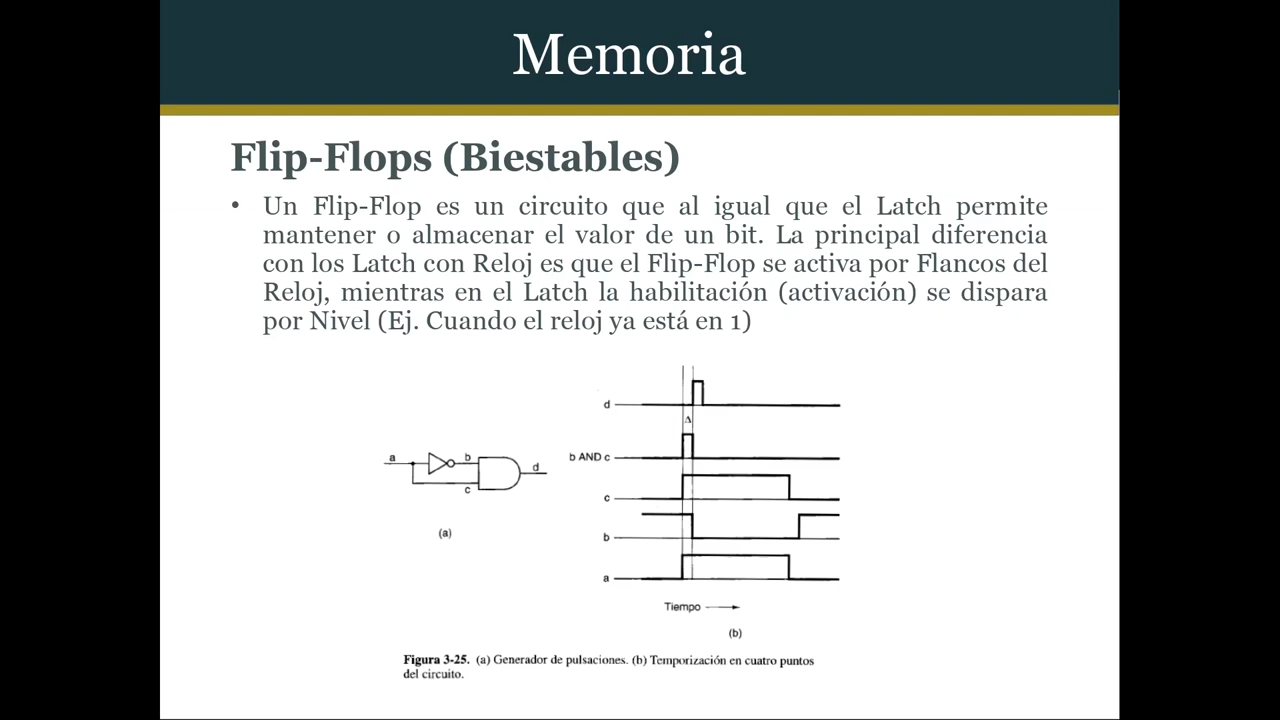 Memoria
Flip-Flops (Biestables)
• Un Flip-Flop es un circuito que al igual que el Latch permite
mantener o almacenar el valor de un bit. La principal diferencia
con los Latch con Reloj es que el Flip-Flop se activa por Flancos del
Reloj, mientras en el Latch la habilitación (activación) se dispara
por Nivel (Ej. Cuando el reloj ya está en 1)
a
b
c
d
(a)
d
Δ
b AND c
c
b
a
Tiempo
(b)
Figura 3-25. (a) Generador de pulsaciones. (b) Temporización en cuatro puntos
del circuito.